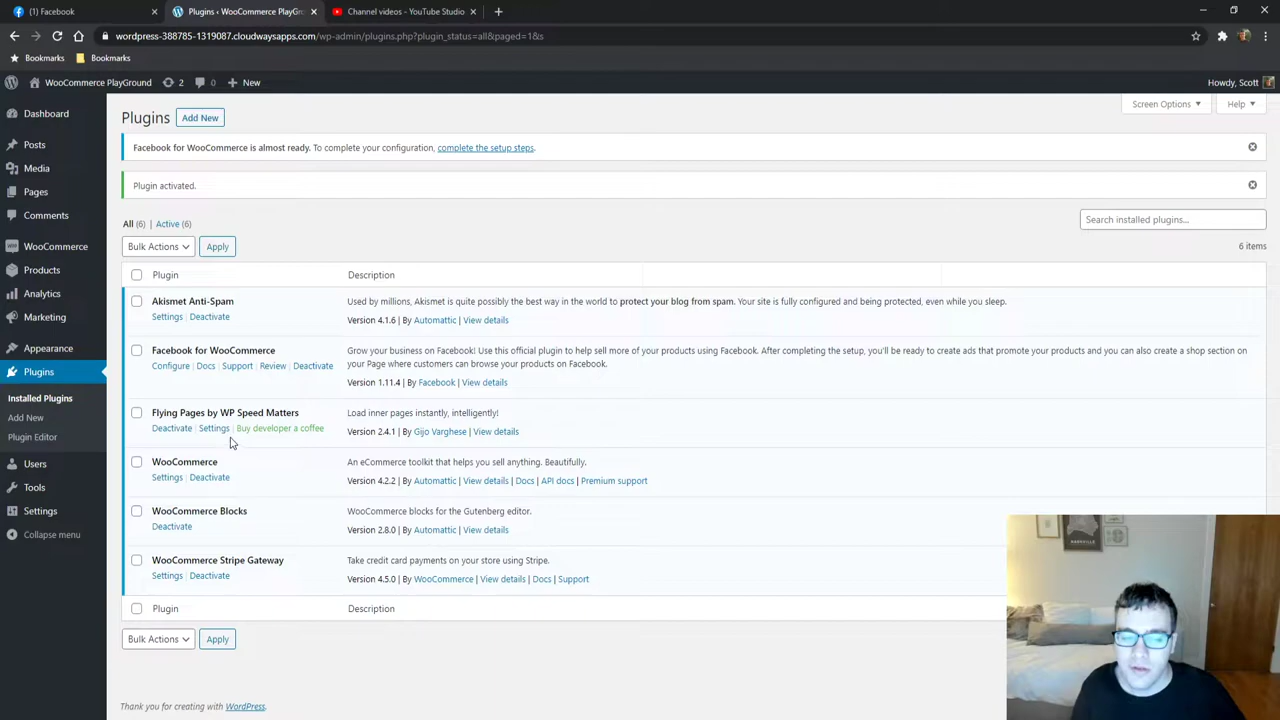 (1) Facebook
Plugins ‹ WooCommerce PlayGro
Channel videos - YouTube Studio
wordpress-388785-1319087.cloudwaysapps.com/wp-admin/plugins.php?plugin_status=all&paged=1&s
Bookmarks Bookmarks
WooCommerce PlayGround 2 0 New Howdy, Scott
Dashboard
Posts
Media
Pages
Comments
WooCommerce
Products
Analytics
Marketing
Appearance
Plugins
Installed Plugins
Add New
Plugin Editor
Users
Tools
Settings
Collapse menu
Screen Options Help
Plugins Add New
Facebook for WooCommerce is almost ready. To complete your configuration, complete the setup steps.
Plugin activated.
All (6) | Active (6)
Search installed plugins...
Bulk Actions Apply
6 items
Plugin Description
Akismet Anti-Spam
Settings | Deactivate
Used by millions, Akismet is quite possibly the best way in the world to protect your blog from spam. Your site is fully configured and being protected, even while you sleep.
Version 4.1.6 | By Automattic | View details
Facebook for WooCommerce
Configure | Docs | Support | Review | Deactivate
Grow your business on Facebook! Use this official plugin to help sell more of your products using Facebook. After completing the setup, you'll be ready to create ads that promote your products and you can also create a shop section on
your Page where customers can browse your products on Facebook.
Version 1.11.4 | By Facebook | View details
Flying Pages by WP Speed Matters
Deactivate | Settings | Buy developer a coffee
Load inner pages instantly, intelligently!
Version 2.4.1 | By Gijo Varghese | View details
WooCommerce
Settings | Deactivate
An eCommerce toolkit that helps you sell anything. Beautifully.
Version 4.2.2 | By Automattic | View details | Docs | API docs | Premium support
WooCommerce Blocks
Deactivate
WooCommerce blocks for the Gutenberg editor.
Version 2.8.0 | By Automattic | View details
WooCommerce Stripe Gateway
Settings | Deactivate
Take credit card payments on your store using Stripe.
Version 4.5.0 | By WooCommerce | View details | Docs | Support
Plugin Description
Bulk Actions Apply
Thank you for creating with WordPress.